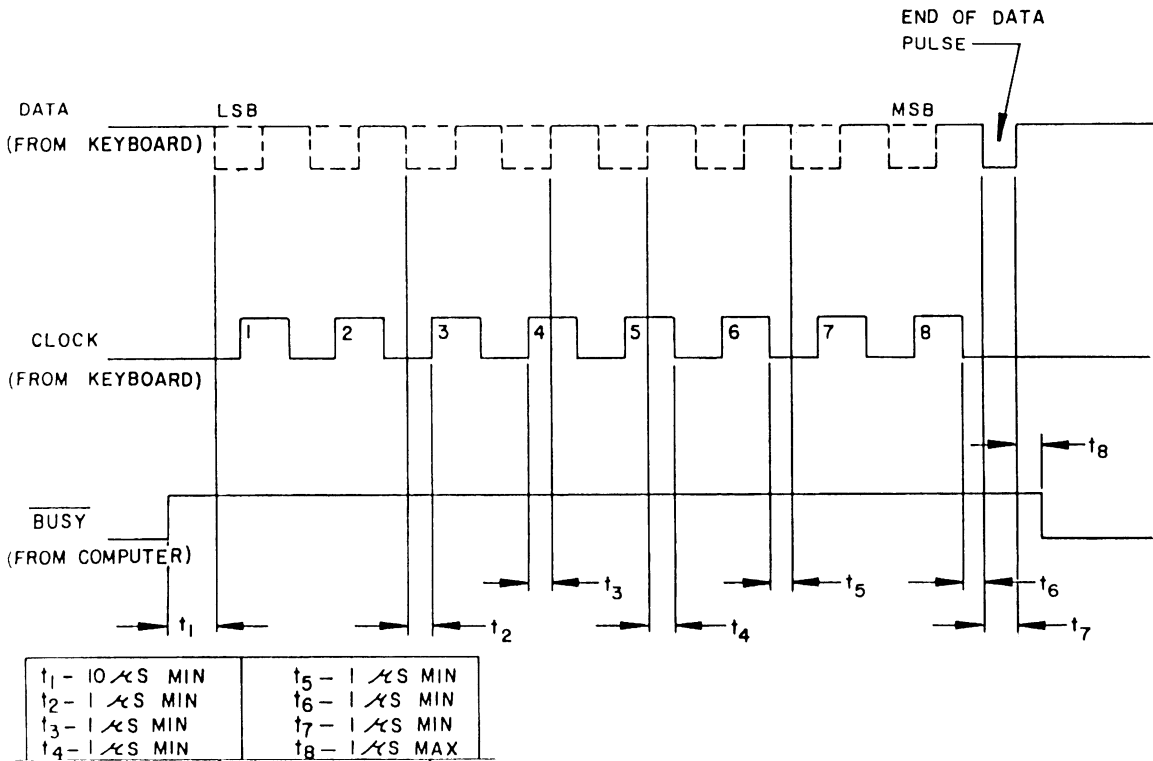 END OF DATA
PULSE
DATA
(FROM KEYBOARD)
LSB
MSB
CLOCK
(FROM KEYBOARD)
1 2 3 4 5 6 7 8
BUSY
(FROM COMPUTER)
t8
t3
t5
t6
t1
t2
t4
t7
t1- 10 μS MIN
t2- 1 μS MIN
t3- 1 μS MIN
t4- 1 μS MIN
t5- 1 μS MIN
t6- 1 μS MIN
t7- 1 μS MIN
t8- 1 μS MAX